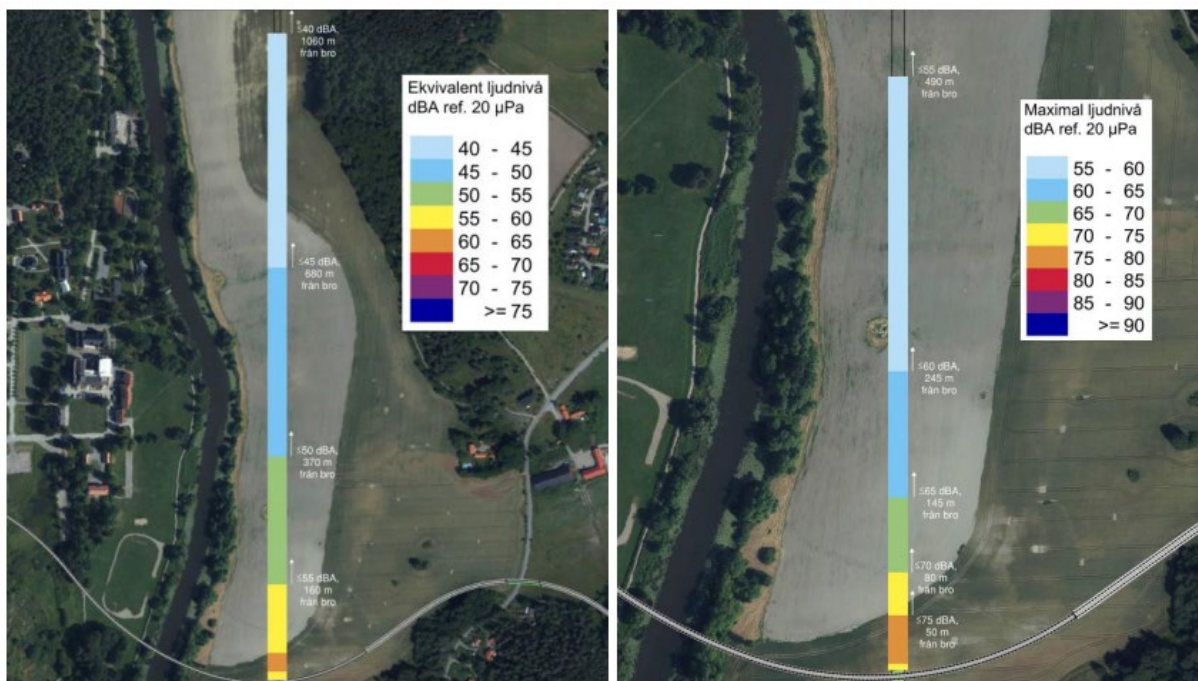 ≤40 dBA,
1060 m
från bro
Ekvivalent ljudnivå
dBA ref. 20 µPa
40 - 45
45 - 50
50 - 55
55 - 60
60 - 65
65 - 70
70 - 75
>= 75
≤45 dBA,
680 m
från bro
≤50 dBA,
370 m
från bro
≤55 dBA,
160 m
från bro
≤55 dBA,
490 m
från bro
Maximal ljudnivå
dBA ref. 20 µPa
55 - 60
60 - 65
65 - 70
70 - 75
75 - 80
80 - 85
85 - 90
>= 90
≤60 dBA,
245 m
från bro
≤65 dBA,
145 m
från bro
≤70 dBA,
80 m
från bro
≤75 dBA,
50 m
från bro